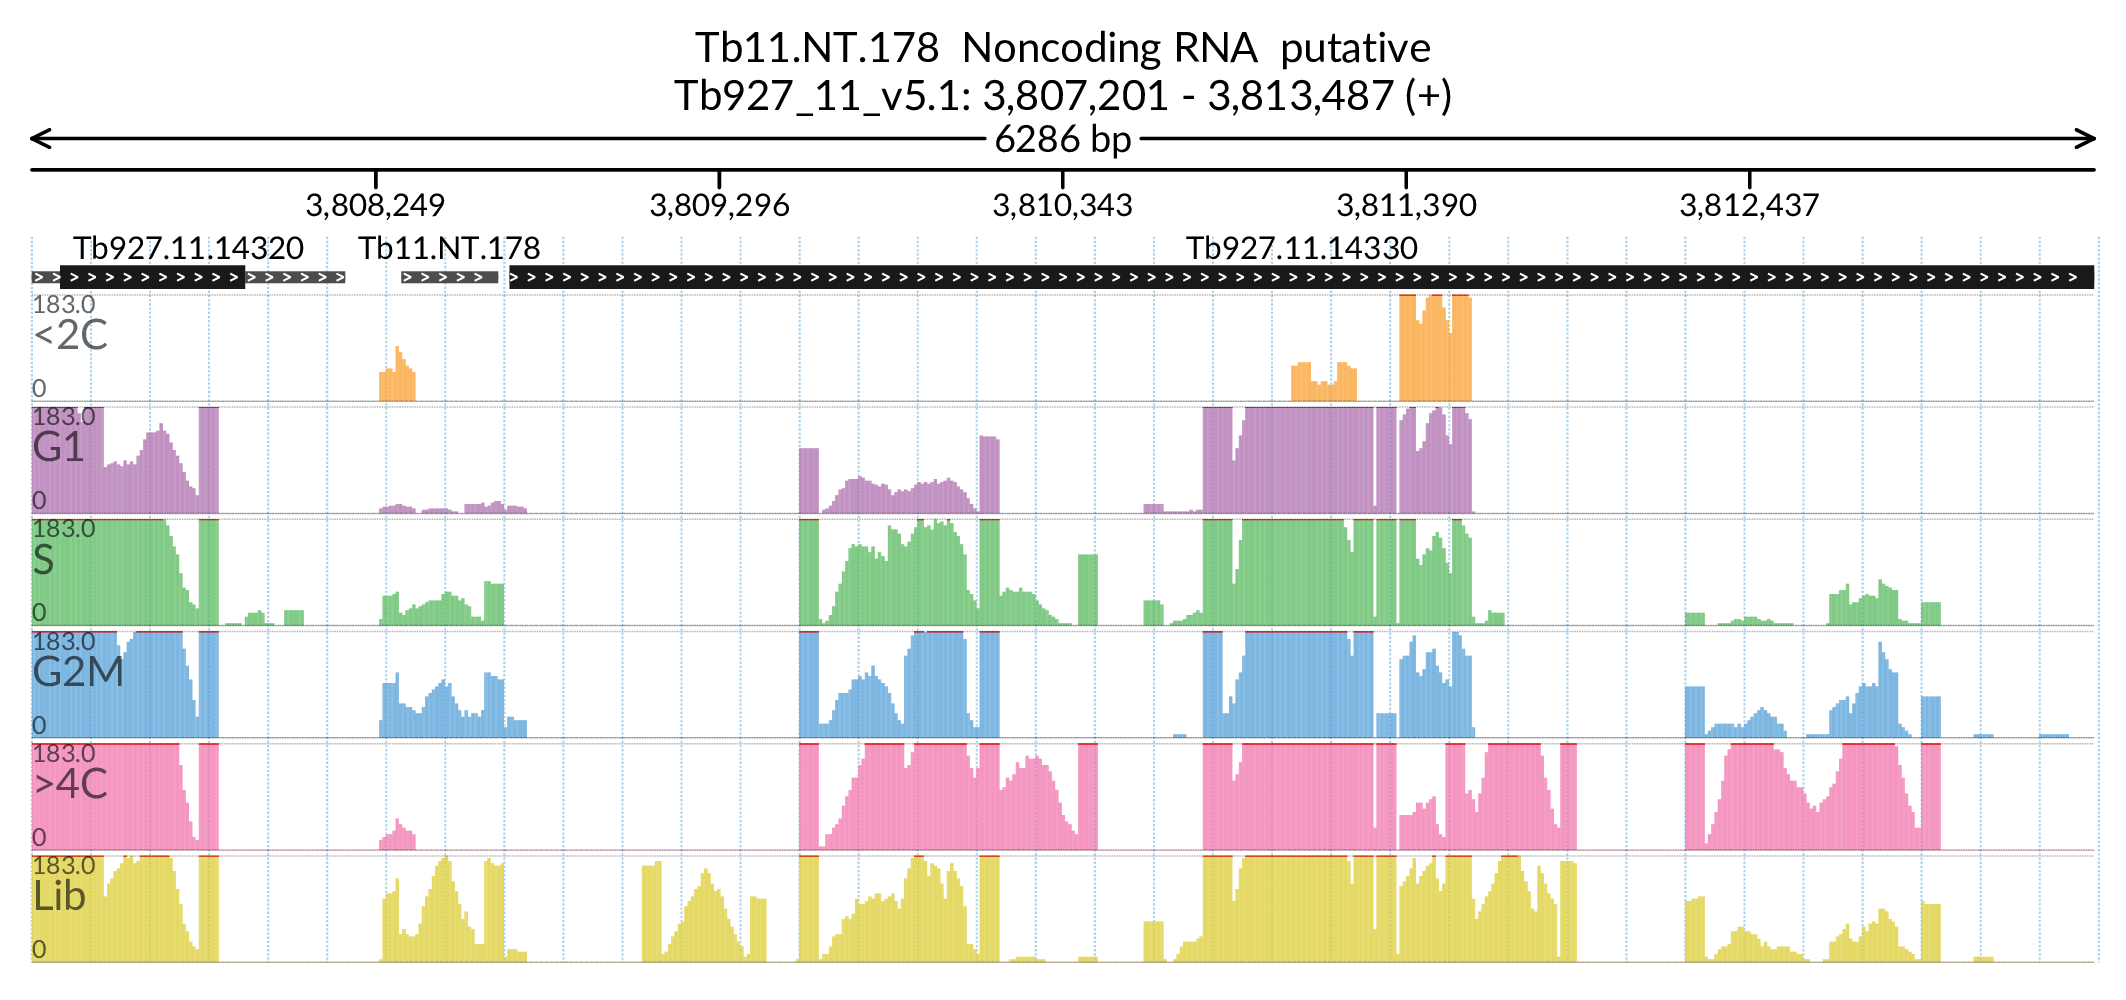 Tb11.NT.178 Noncoding RNA putative
Tb927_11_v5.1: 3,807,201 - 3,813,487 (+)
6286 bp
3,808,249 3,809,296 3,810,343 3,811,390 3,812,437
Tb927.11.14320 Tb11.NT.178 Tb927.11.14330
183.0
<2C
0
183.0
G1
0
183.0
S
0
183.0
G2M
0
183.0
>4C
0
183.0
Lib
0